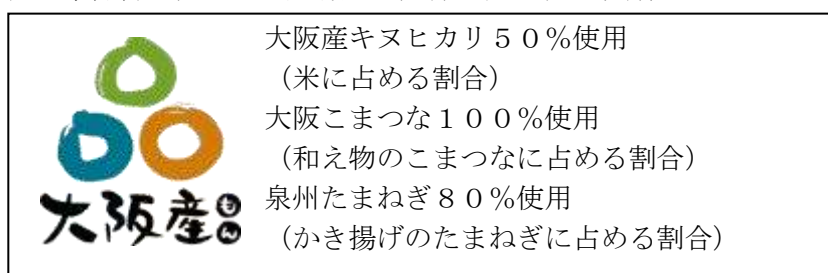 大阪産もん
大阪産キヌヒカリ５０％使用
（米に占める割合）
大阪こまつな１００％使用
（和え物のこまつなに占める割合）
泉州たまねぎ８０％使用
（かき揚げのたまねぎに占める割合）